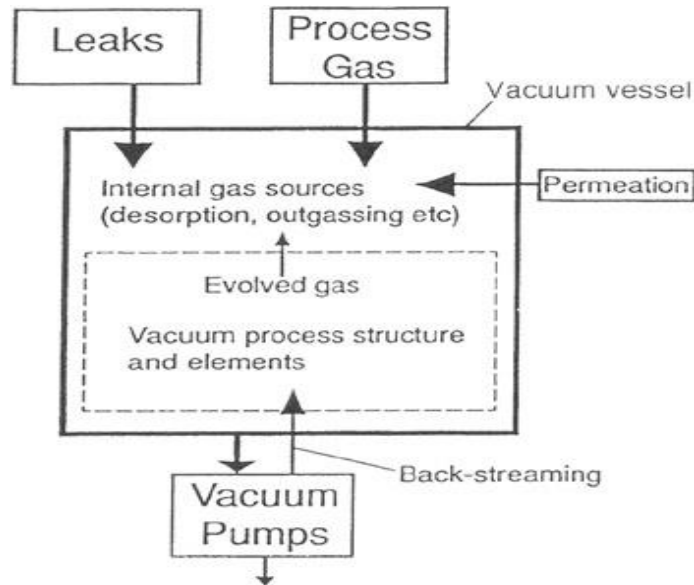 Leaks
Process
Gas
Vacuum vessel
Internal gas sources
(desorption, outgassing etc)
Permeation
Evolved gas
Vacuum process structure
and elements
Back-streaming
Vacuum
Pumps